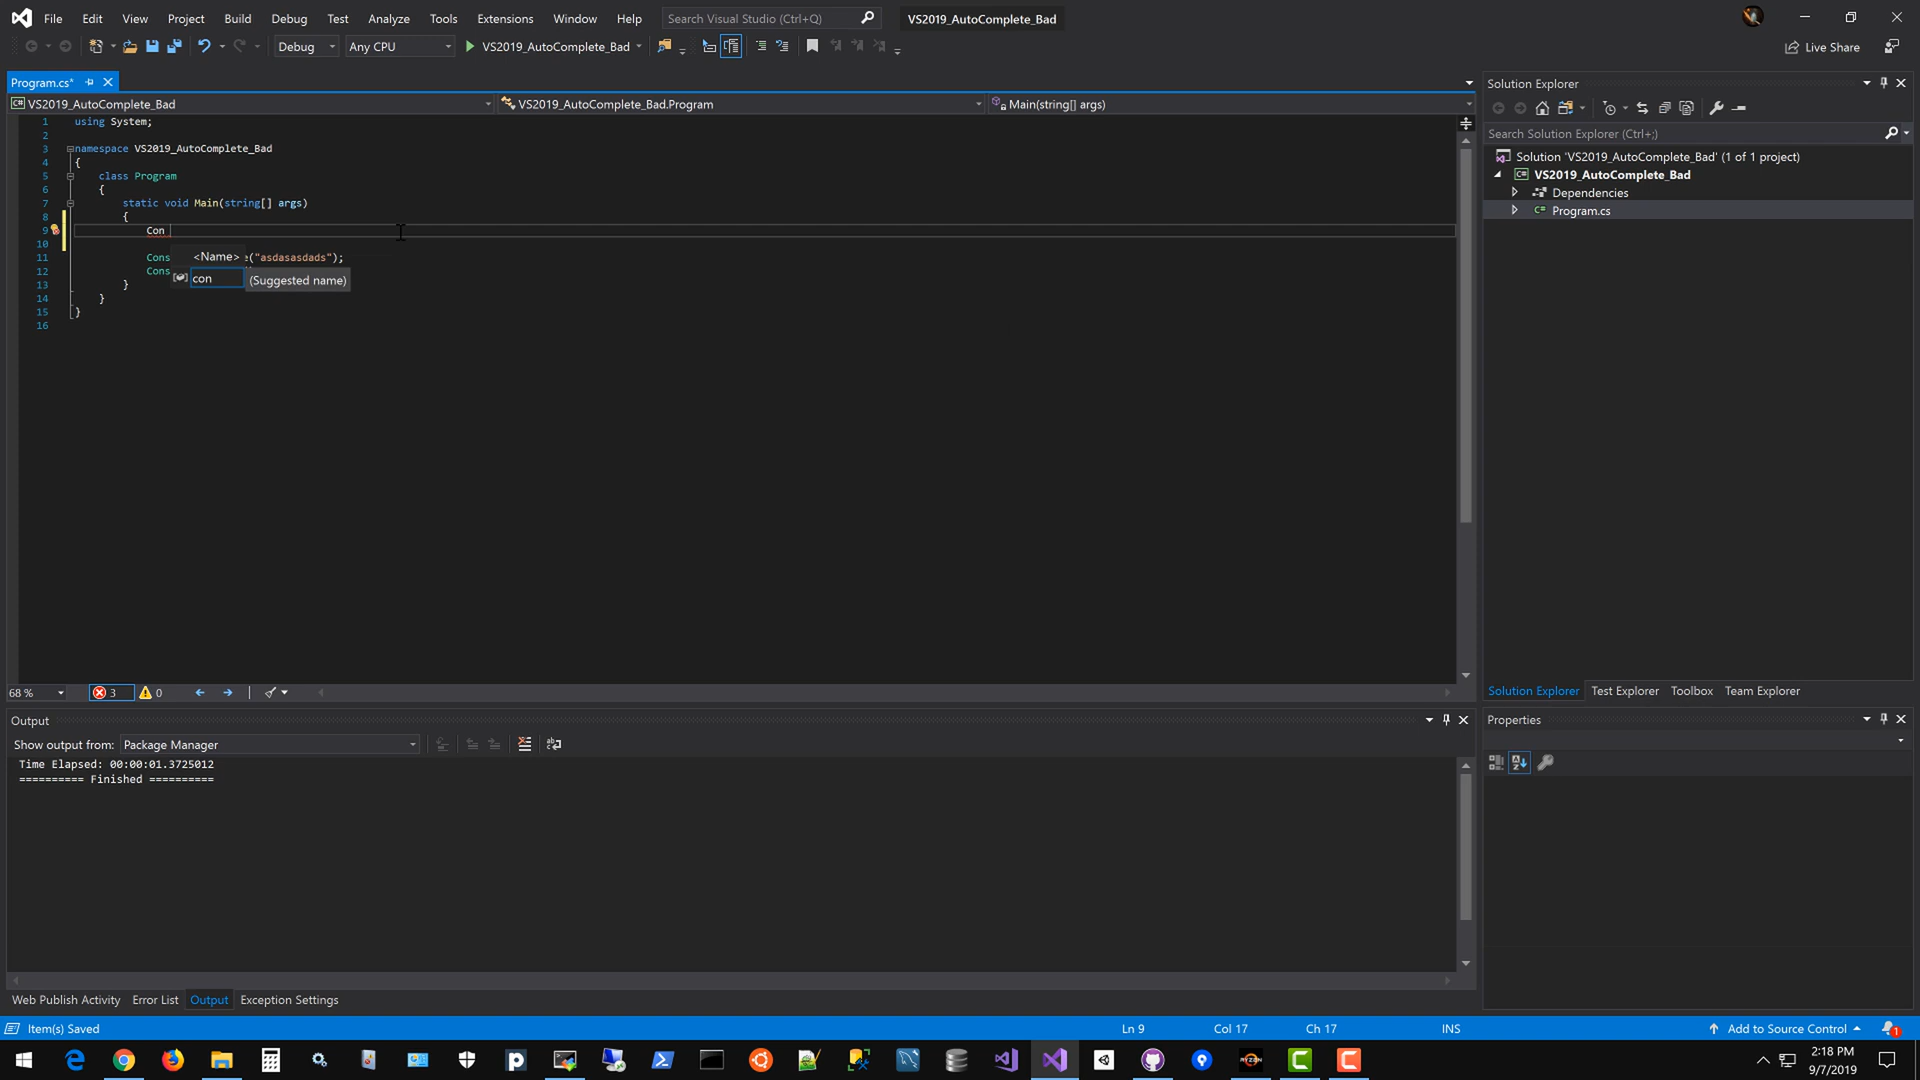 File Edit View Project Build Debug Test Analyze Tools Extensions Window Help Search Visual Studio (Ctrl+Q) VS2019_AutoComplete_Bad
Debug Any CPU VS2019_AutoComplete_Bad Live Share
Program.cs*
VS2019_AutoComplete_Bad VS2019_AutoComplete_Bad.Program Main(string[] args)
1 using System;
2
3 namespace VS2019_AutoComplete_Bad
4 {
5 class Program
6 {
7 static void Main(string[] args)
8 {
9 Con
10
<Name>
11 Cons e("asdasasdads");
12 Cons
con (Suggested name)
13 }
14 }
15 }
16
68 % 3 0
Output
Show output from: Package Manager
Time Elapsed: 00:00:01.3725012
========== Finished ==========
Web Publish Activity Error List Output Exception Settings
Solution Explorer
Search Solution Explorer (Ctrl+;)
Solution 'VS2019_AutoComplete_Bad' (1 of 1 project)
VS2019_AutoComplete_Bad
Dependencies
Program.cs
Solution Explorer Test Explorer Toolbox Team Explorer
Properties
Item(s) Saved Ln 9 Col 17 Ch 17 INS Add to Source Control 1
2:18 PM
9/7/2019